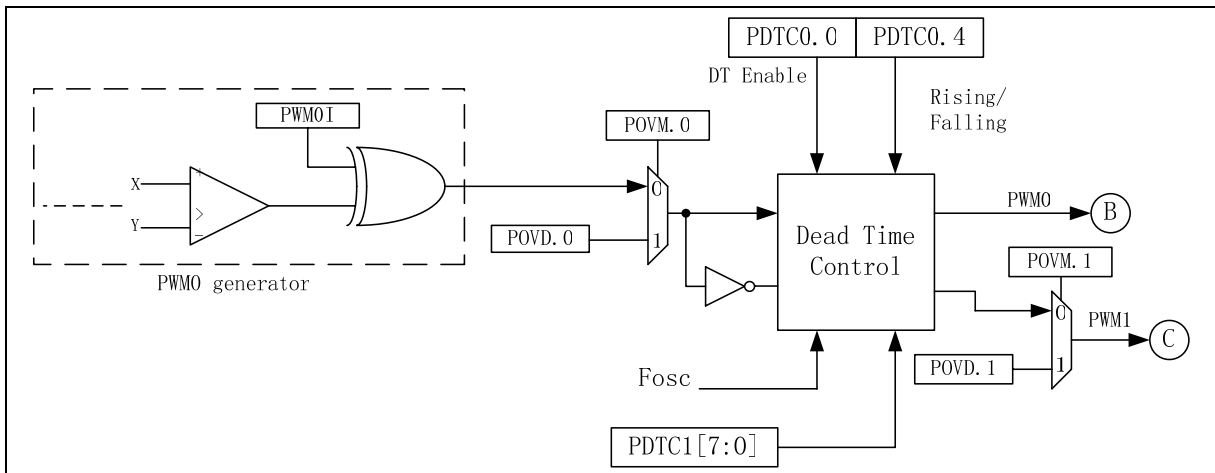 PDTC0.0 PDTC0.4
DT Enable
Rising/
Falling
PWM0I
POVM.0
X
+
>
Y
-
0
POVD.0
1
PWM0 generator
Dead Time
Control
PWM0
B
POVM.1
0
PWM1
C
POVD.1
1
Fosc
PDTC1[7:0]